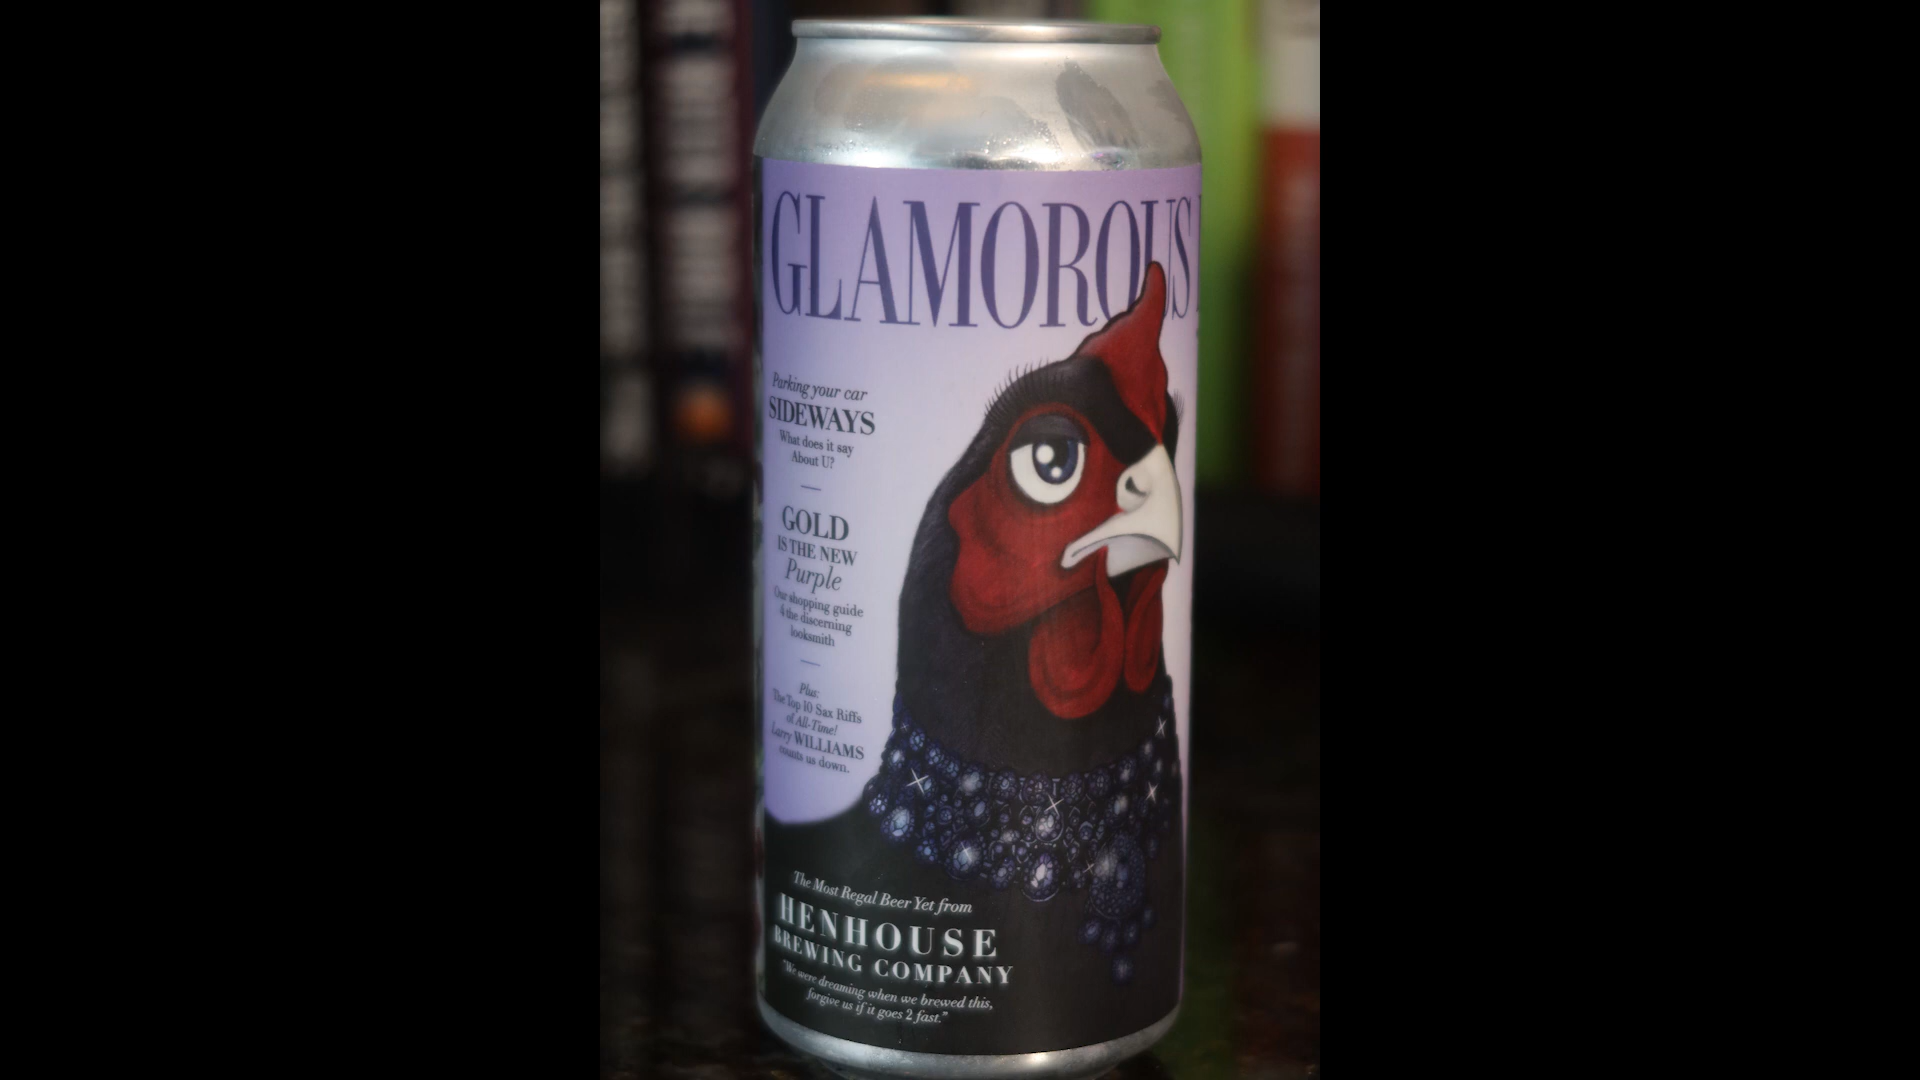 GLAMOROUS
Parking your car
SIDEWAYS
What does it say
About U?
GOLD
IS THE NEW
Purple
Our shopping guide
4 the discerning
looksmith
Plus:
The Top 10 Sax Riffs
of All-Time!
Larry WILLIAMS
counts us down.
The Most Regal Beer Yet from
HENHOUSE
BREWING COMPANY
"We were dreaming when we brewed this,
forgive us if it goes 2 fast."